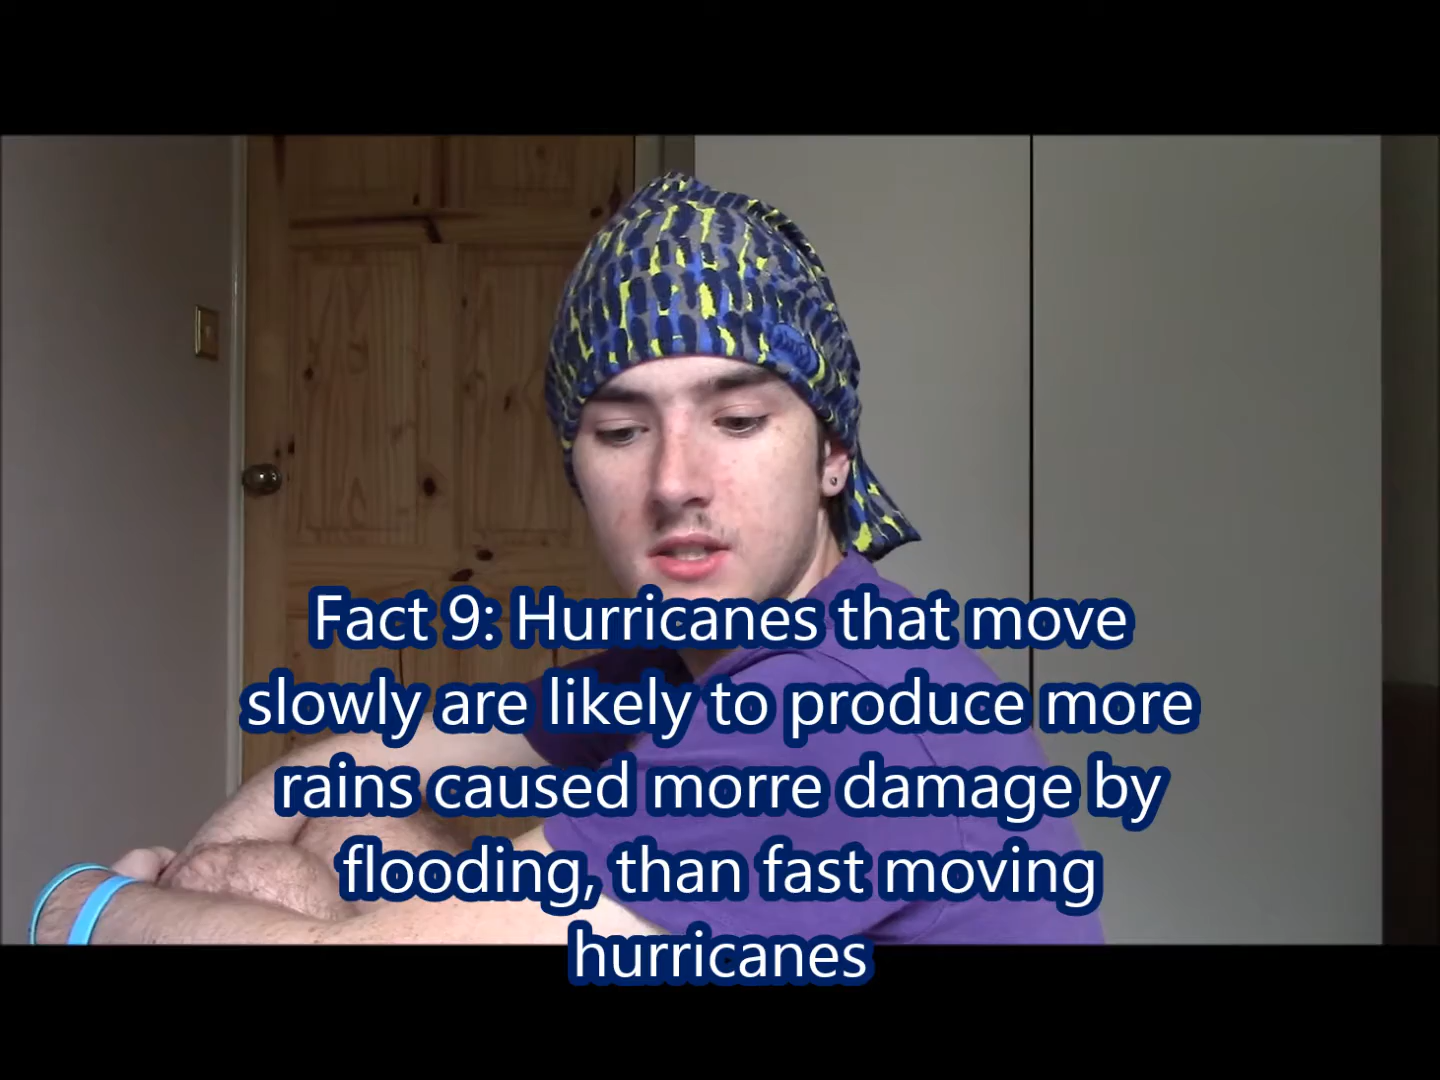 Fact 9: Hurricanes that move
slowly are likely to produce more
rains caused morre damage by
flooding, than fast moving
hurricanes